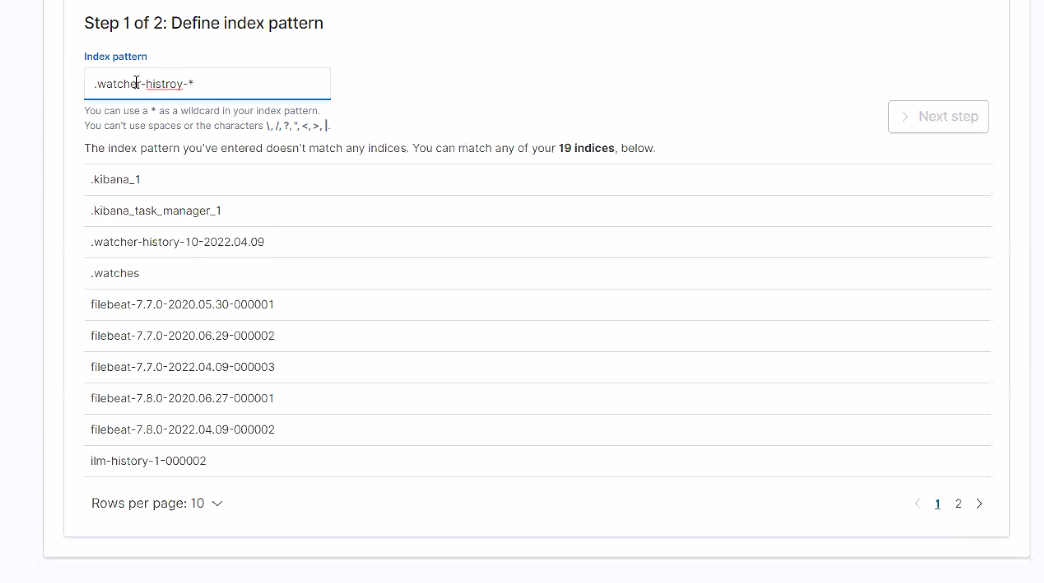 Step 1 of 2: Define index pattern
Index pattern
.watcher-histroy-*
You can use a * as a wildcard in your index pattern.
You can't use spaces or the characters \, /, ?, ", <, >, |.
Next step
The index pattern you've entered doesn't match any indices. You can match any of your 19 indices, below.
.kibana_1
.kibana_task_manager_1
.watcher-history-10-2022.04.09
.watches
filebeat-7.7.0-2020.05.30-000001
filebeat-7.7.0-2020.06.29-000002
filebeat-7.7.0-2022.04.09-000003
filebeat-7.8.0-2020.06.27-000001
filebeat-7.8.0-2022.04.09-000002
ilm-history-1-000002
Rows per page: 10
1 2